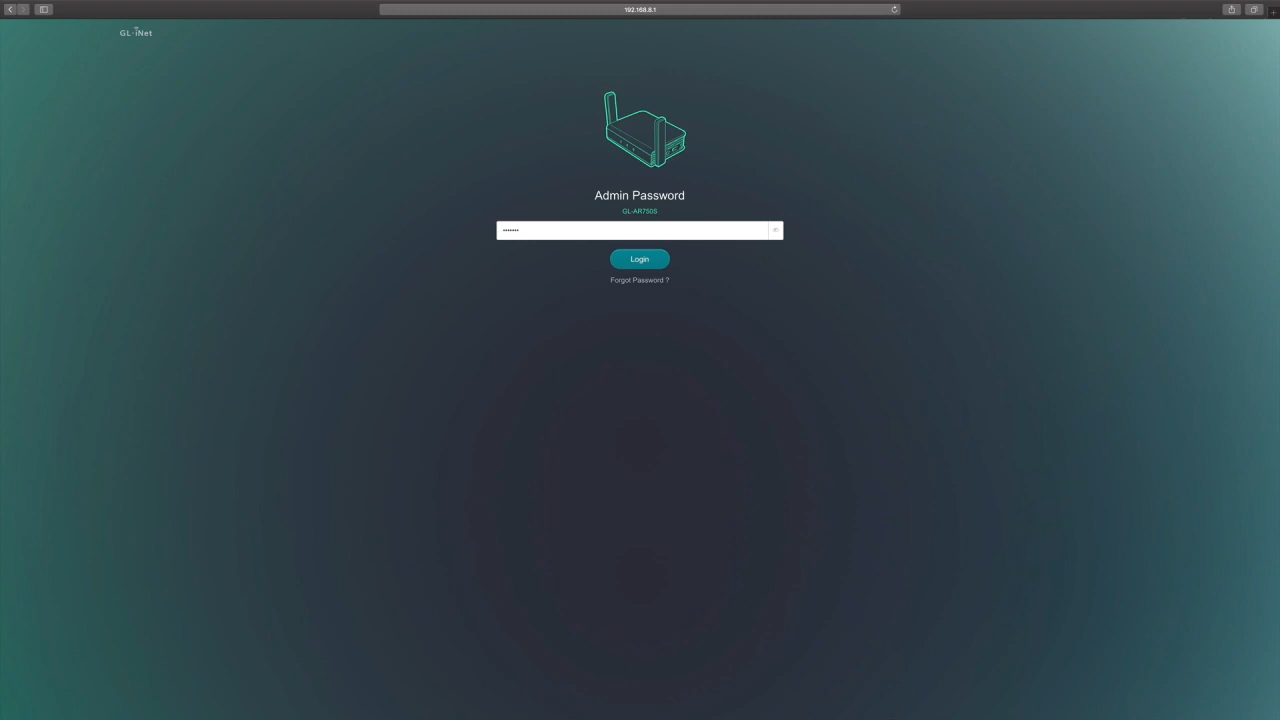 192.168.8.1
GL·iNet
Admin Password
GL-AR750S
•••••••
Login
Forgot Password ?